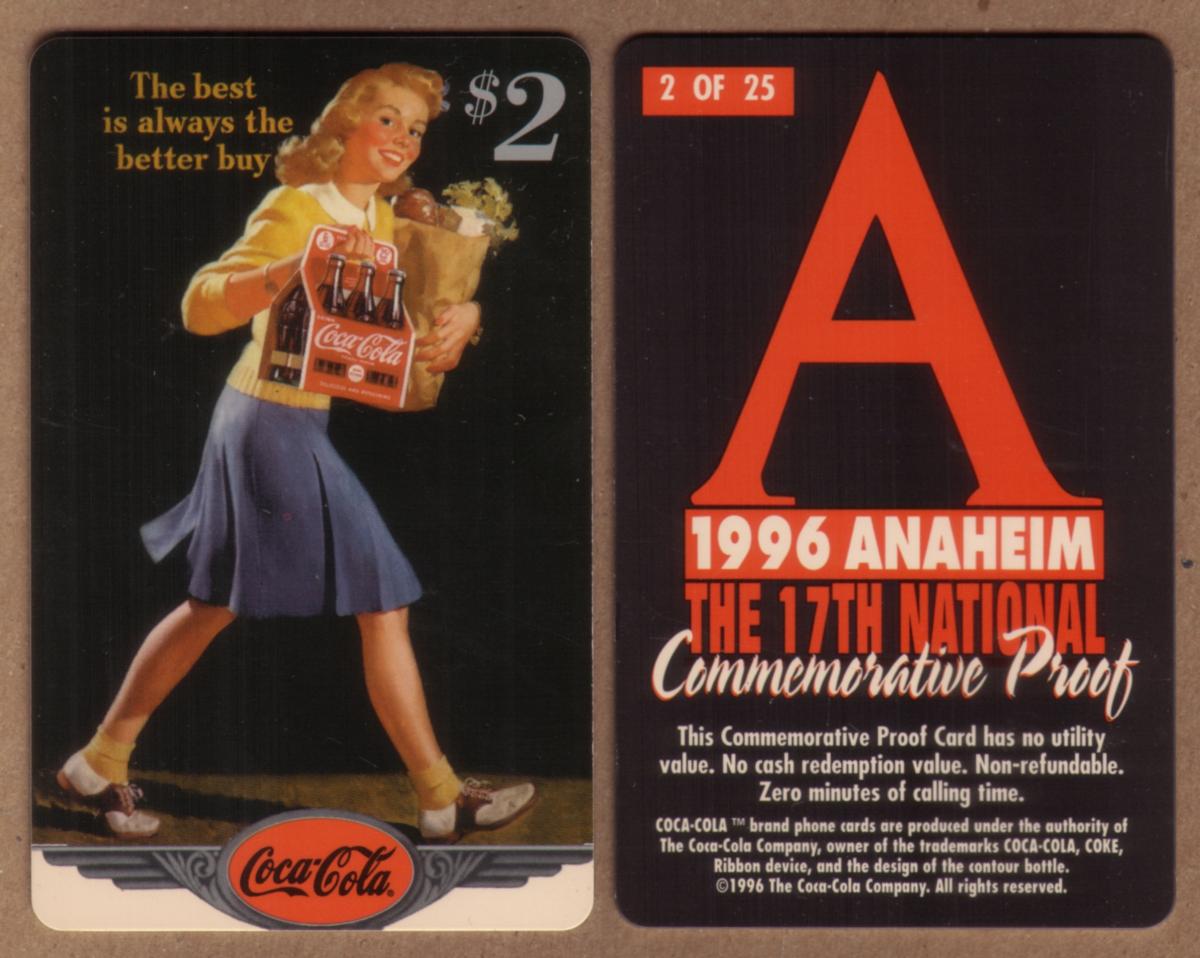 The best
is always the
better buy
$2
Coca-Cola
DELICIOUS AND REFRESHING
Coca-Cola®
2 OF 25
A
1996 ANAHEIM
THE 17TH NATIONAL
Commemorative Proof
This Commemorative Proof Card has no utility
value. No cash redemption value. Non-refundable.
Zero minutes of calling time.
COCA-COLA ™ brand phone cards are produced under the authority of
The Coca-Cola Company, owner of the trademarks COCA-COLA, COKE,
Ribbon device, and the design of the contour bottle.
©1996 The Coca-Cola Company. All rights reserved.